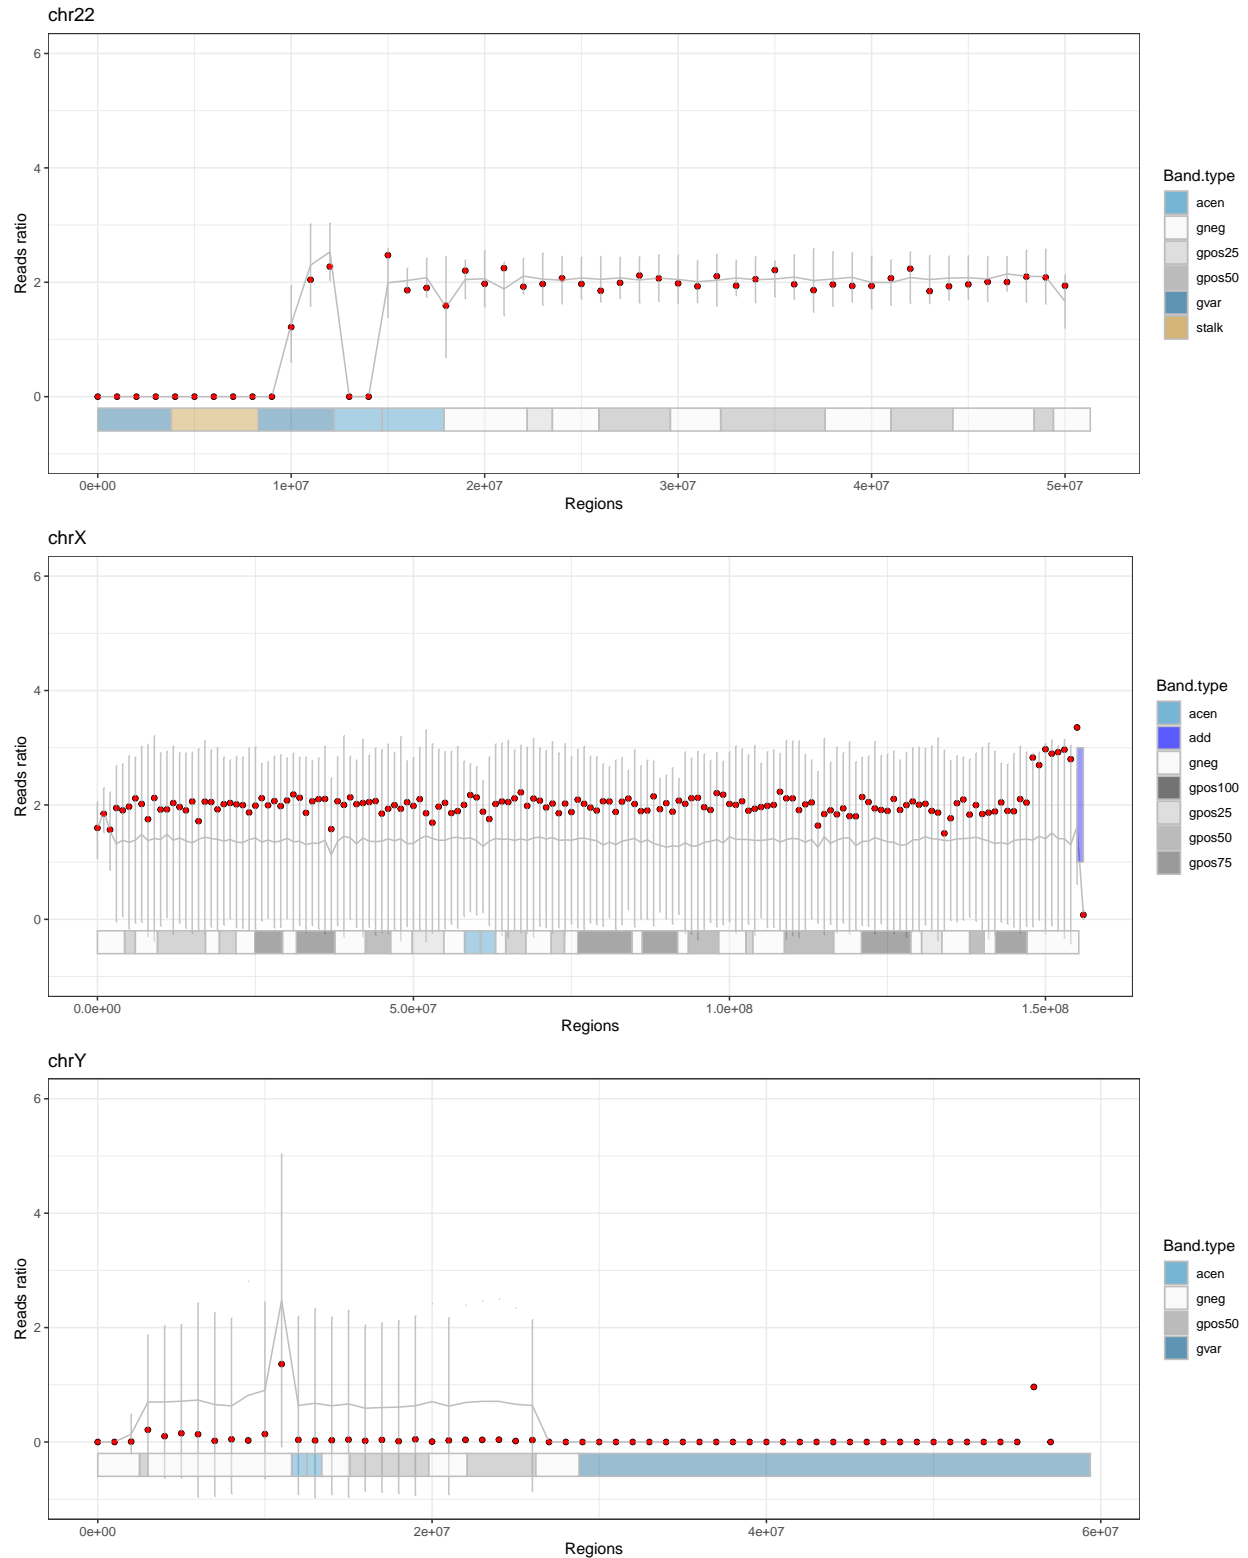 chr22
Reads ratio
6
4
2
0
0e+00 1e+07 2e+07 3e+07 4e+07 5e+07
Regions
Band.type
acen
gneg
gpos25
gpos50
gvar
stalk
chrX
Reads ratio
6
4
2
0
0.0e+00 5.0e+07 1.0e+08 1.5e+08
Regions
Band.type
acen
add
gneg
gpos100
gpos25
gpos50
gpos75
chrY
Reads ratio
6
4
2
0
0e+00 2e+07 4e+07 6e+07
Regions
Band.type
acen
gneg
gpos50
gvar